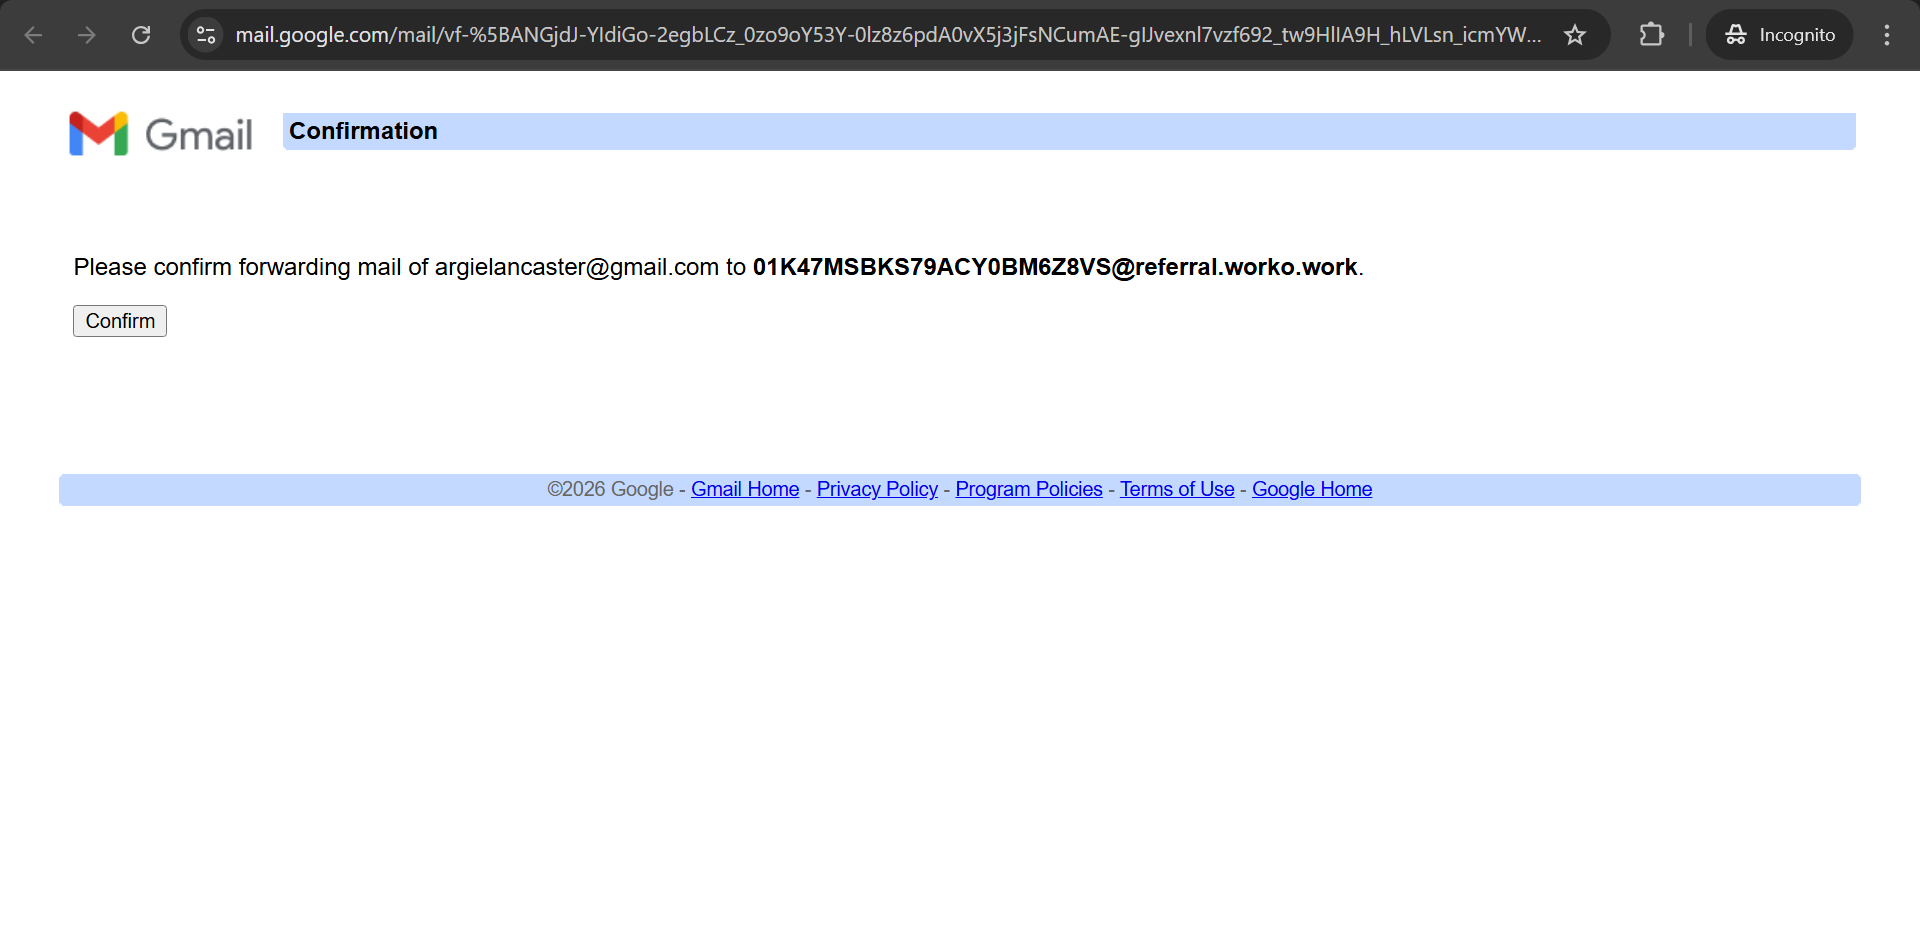 mail.google.com/mail/vf-%5BANGjdJ-YIdiGo-2egbLCz_0zo9oY53Y-0lz8z6pdA0vX5j3jFsNCumAE-glJvexnl7vzf692_tw9HlIA9H_hLVLsn_icmYW...
Incognito
Gmail
Confirmation
Please confirm forwarding mail of argielancaster@gmail.com to 01K47MSBKS79ACY0BM6Z8VS@referral.worko.work.
Confirm
©2026 Google - Gmail Home - Privacy Policy - Program Policies - Terms of Use - Google Home